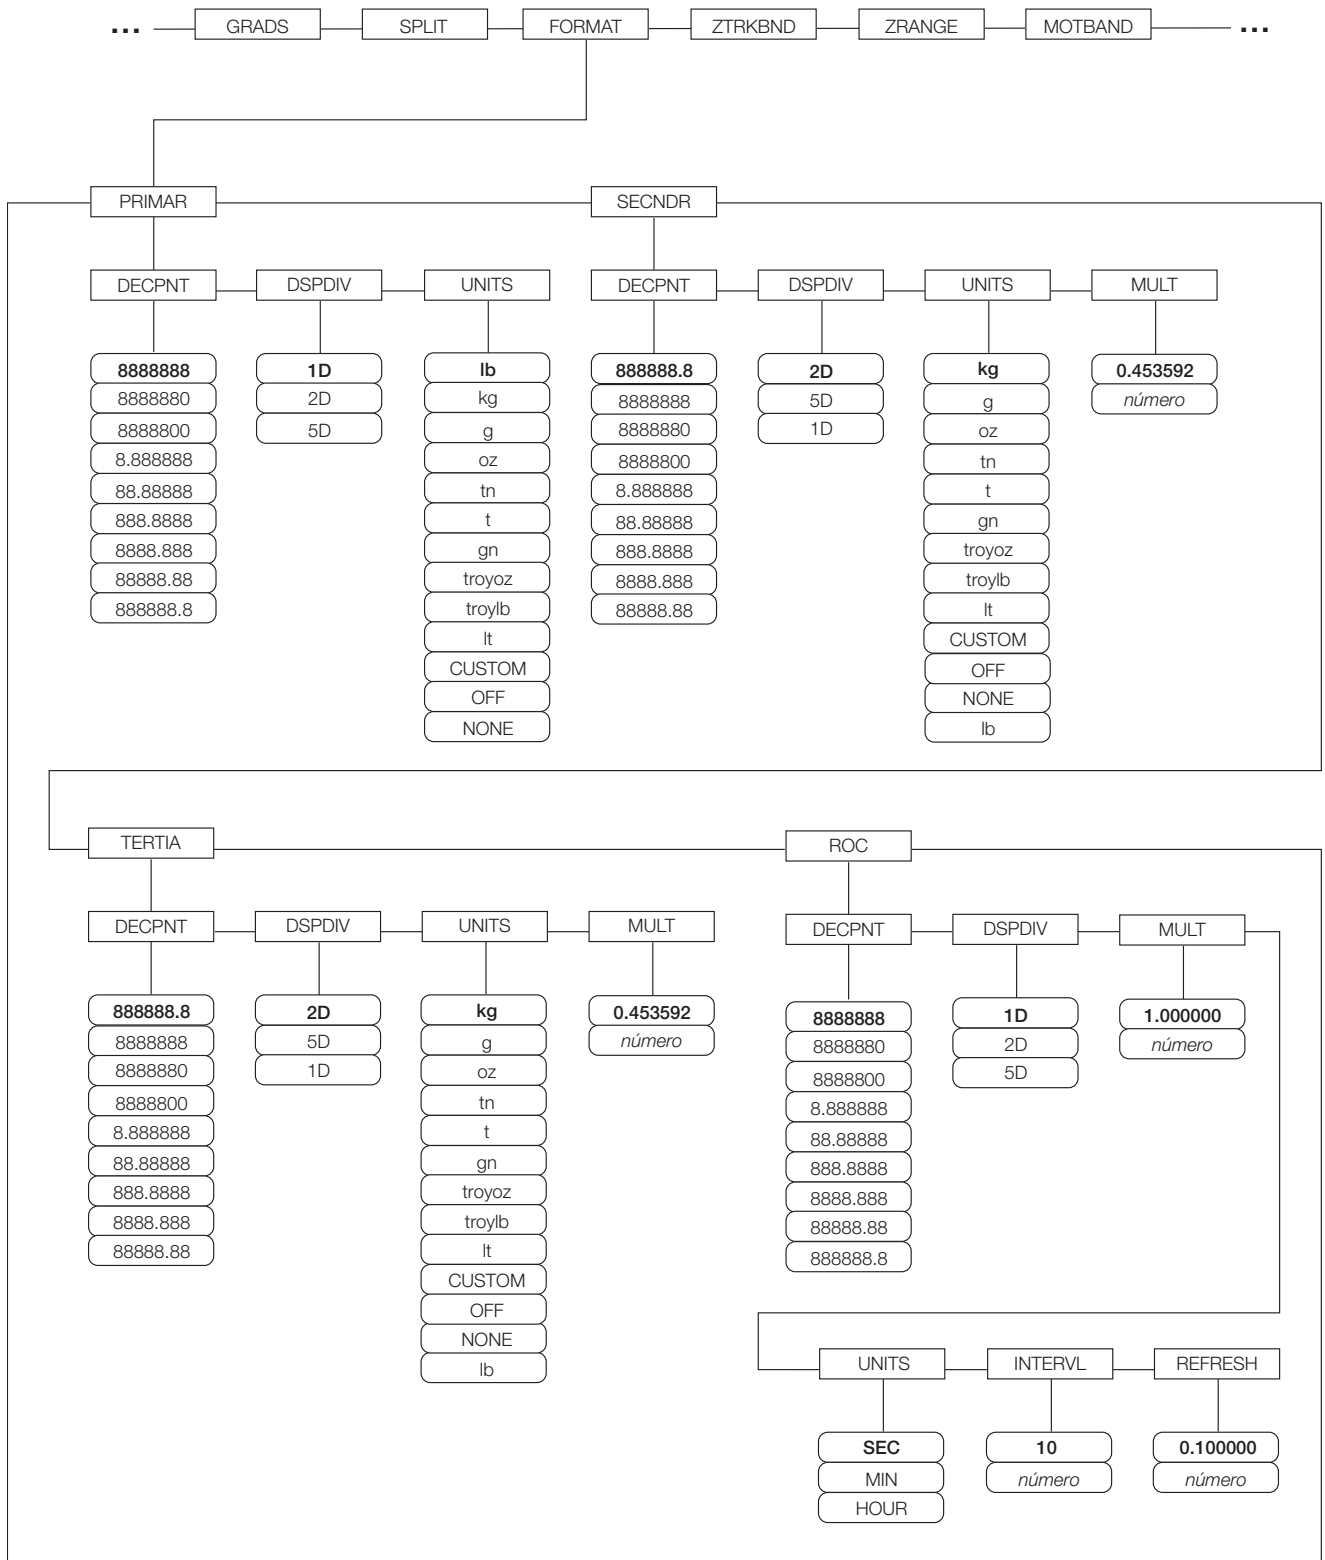 ... GRADS SPLIT FORMAT ZTRKBND ZRANGE MOTBAND ...
PRIMAR SECNDR
DECPNT DSPDIV UNITS DECPNT DSPDIV UNITS MULT
8888888 1D lb 888888.8 2D kg 0.453592
8888880 2D kg 8888888 5D g número
8888800 5D g 8888880 1D oz
8.888888 oz 8888800 tn
88.88888 tn 8.888888 t
888.8888 t 88.88888 gn
8888.888 gn 888.8888 troyoz
88888.88 troyoz 8888.888 troylb
888888.8 troylb 88888.88 lt
lt CUSTOM
CUSTOM OFF
OFF NONE
NONE lb
TERTIA ROC
DECPNT DSPDIV UNITS MULT DECPNT DSPDIV MULT
888888.8 2D kg 0.453592 8888888 1D 1.000000
8888888 5D g número 8888880 2D número
8888880 1D oz 8888800 5D
8888800 tn 8.888888
8.888888 t 88.88888
88.88888 gn 888.8888
888.8888 troyoz 8888.888
8888.888 troylb 88888.88
88888.88 lt 888888.8
CUSTOM
OFF
NONE
lb
UNITS INTERVL REFRESH
SEC 10 0.100000
MIN número número
HOUR